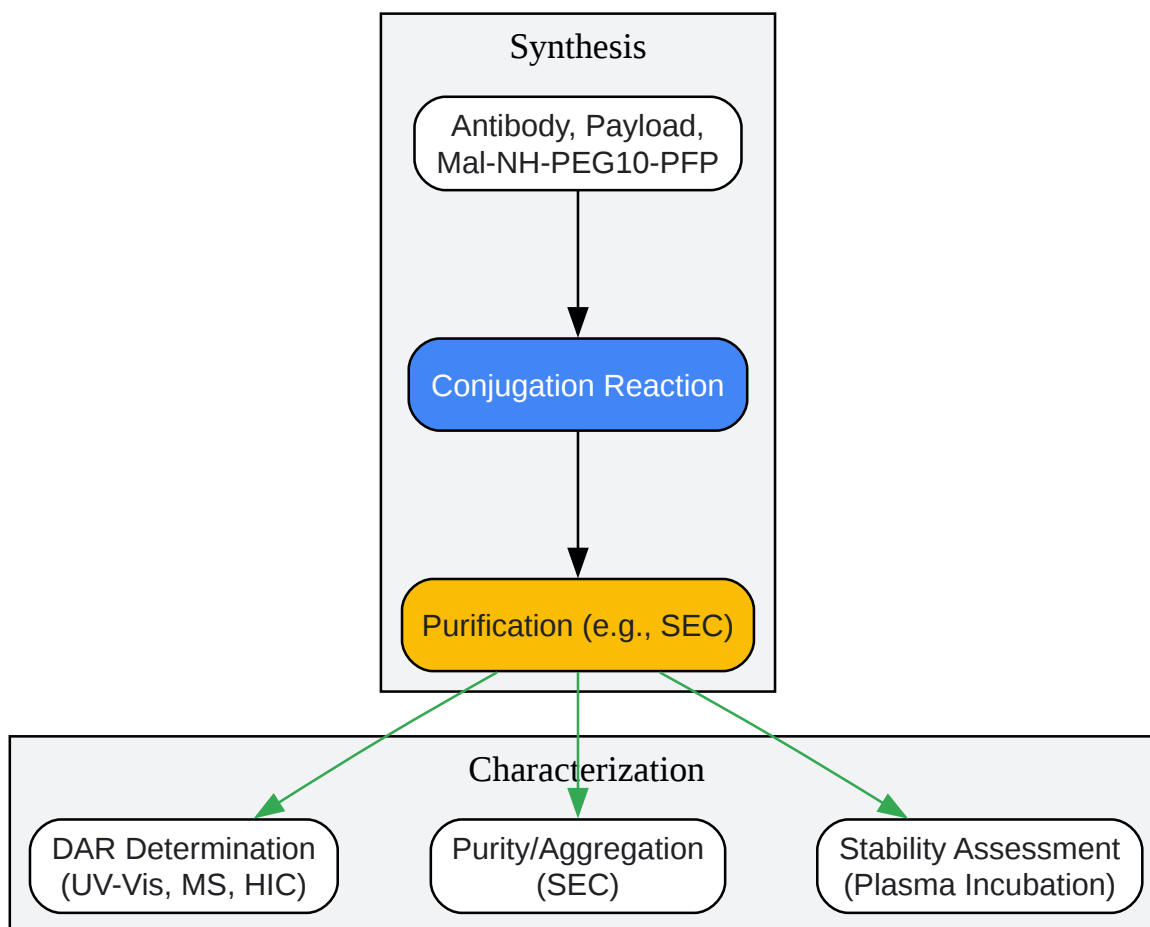 Synthesis
Antibody, Payload,
Mal-NH-PEG10-PFP
Conjugation Reaction
Purification (e.g., SEC)
Characterization
DAR Determination
(UV-Vis, MS, HIC)
Purity/Aggregation
(SEC)
Stability Assessment
(Plasma Incubation)